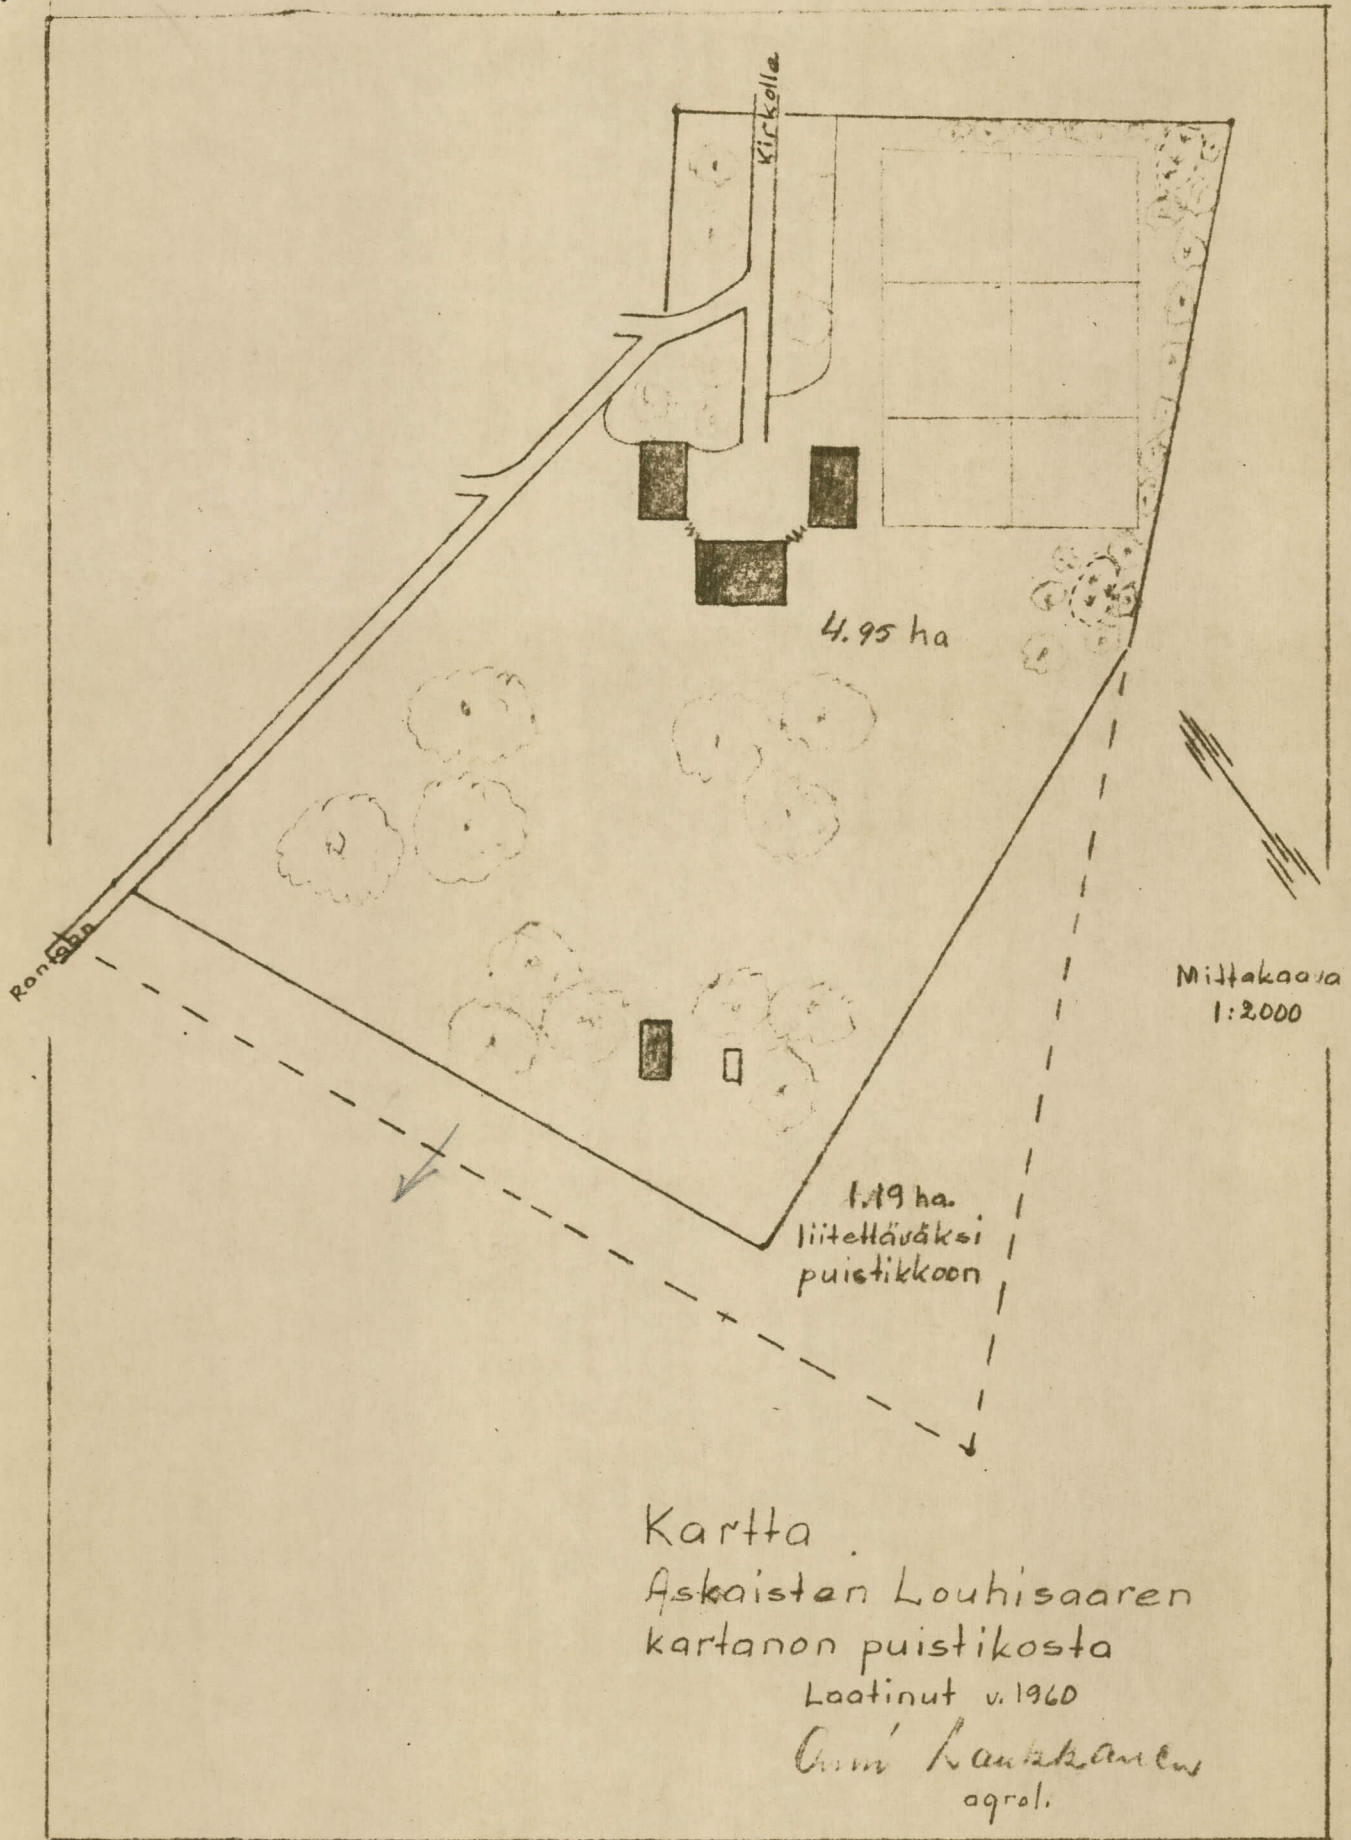 Kirkolle
4.95 ha
Rantaan
Mittakaava
1:2000
1.19 ha.
liitettäväksi
puistikkoon
Kartta
Askaisten Louhisaaren
kartanon puistikosta
Laatinut v. 1960
Laukkanen
agrol.